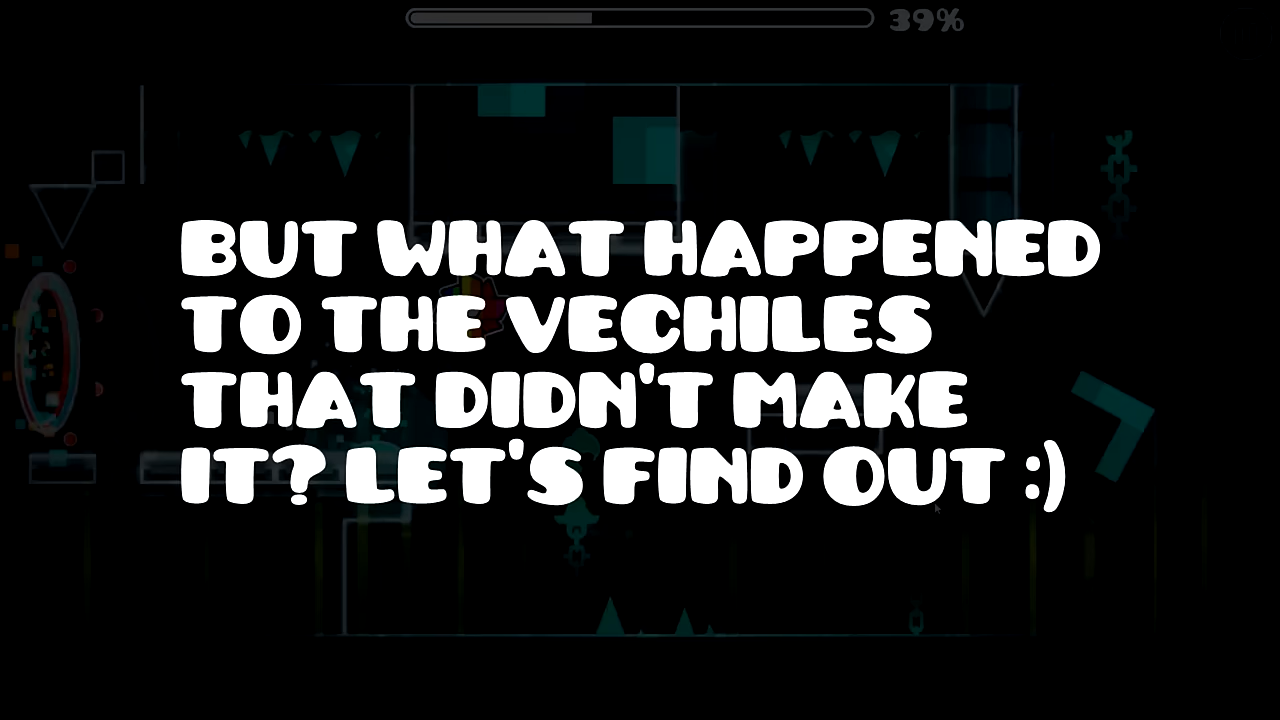 39%
BUT WHAT HAPPENED
TO THE VECHILES
THAT DIDN'T MAKE
IT? LET'S FIND OUT :)